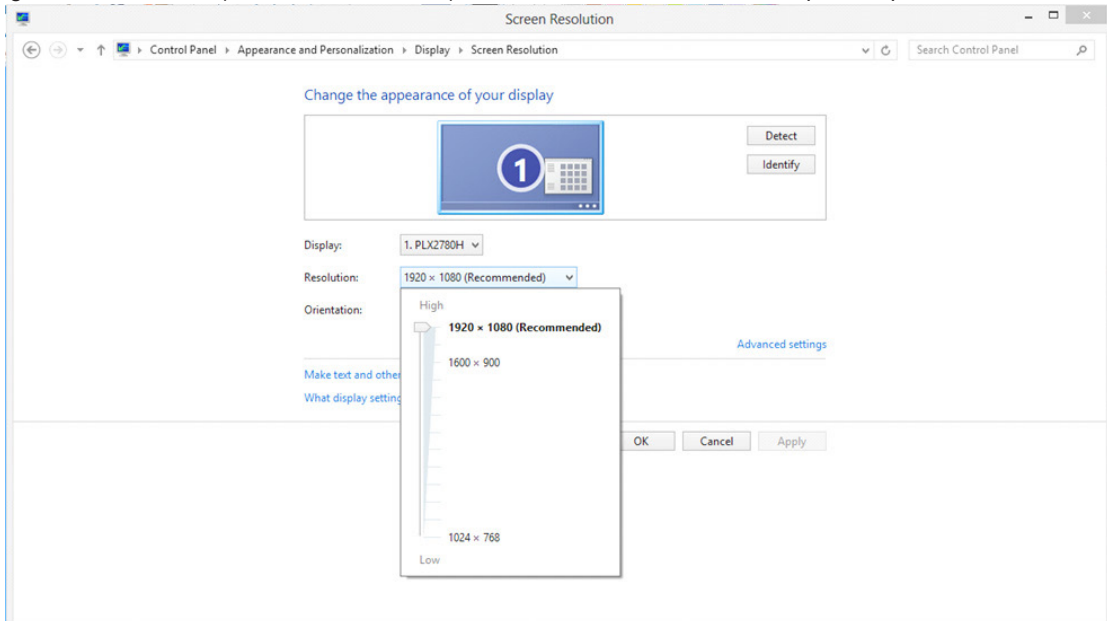 Screen Resolution
Control Panel ▸ Appearance and Personalization ▸ Display ▸ Screen Resolution
Search Control Panel
Change the appearance of your display
1
Detect
Identify
Display: 1. PLX2780H
Resolution: 1920 × 1080 (Recommended)
Orientation:
High
1920 × 1080 (Recommended)
1600 × 900
1024 × 768
Low
Advanced settings
Make text and other
What display setting
OK Cancel Apply